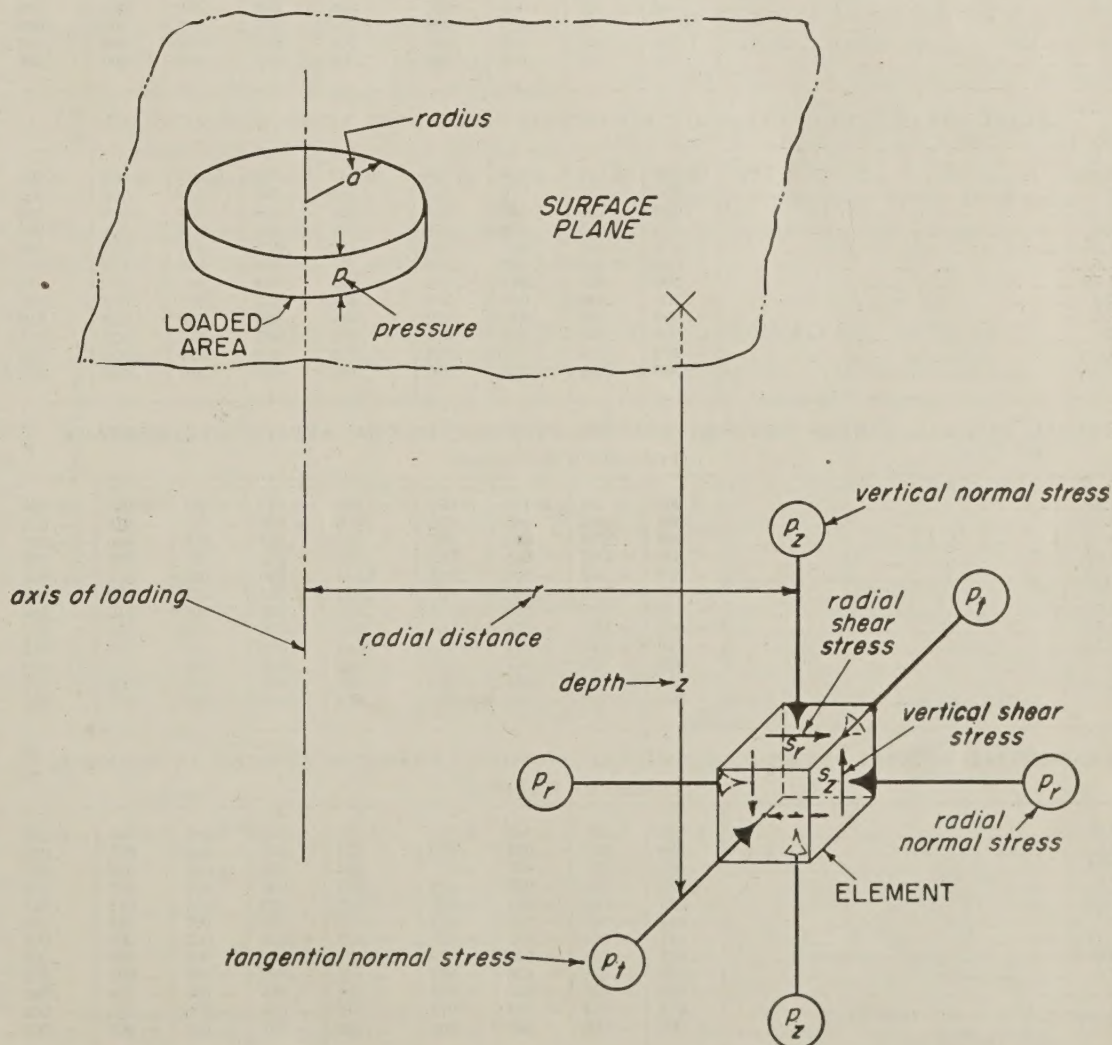 radius
a
SURFACE
PLANE
p
LOADED
AREA
pressure
vertical normal stress
p_z
axis of loading
r
radial distance
radial
shear
stress
p_t
depth → z
vertical shear
stress
s_r
s_z
p_r
p_r
radial
normal stress
ELEMENT
tangential normal stress
p_t
p_z